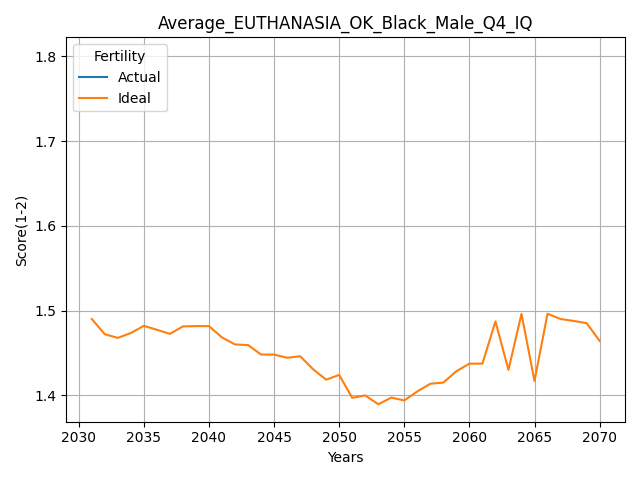 Average_EUTHANASIA_OK_Black_Male_Q4_IQ
Fertility
Actual
Ideal
Score(1-2)
1.8
1.7
1.6
1.5
1.4
2030 2035 2040 2045 2050 2055 2060 2065 2070
Years